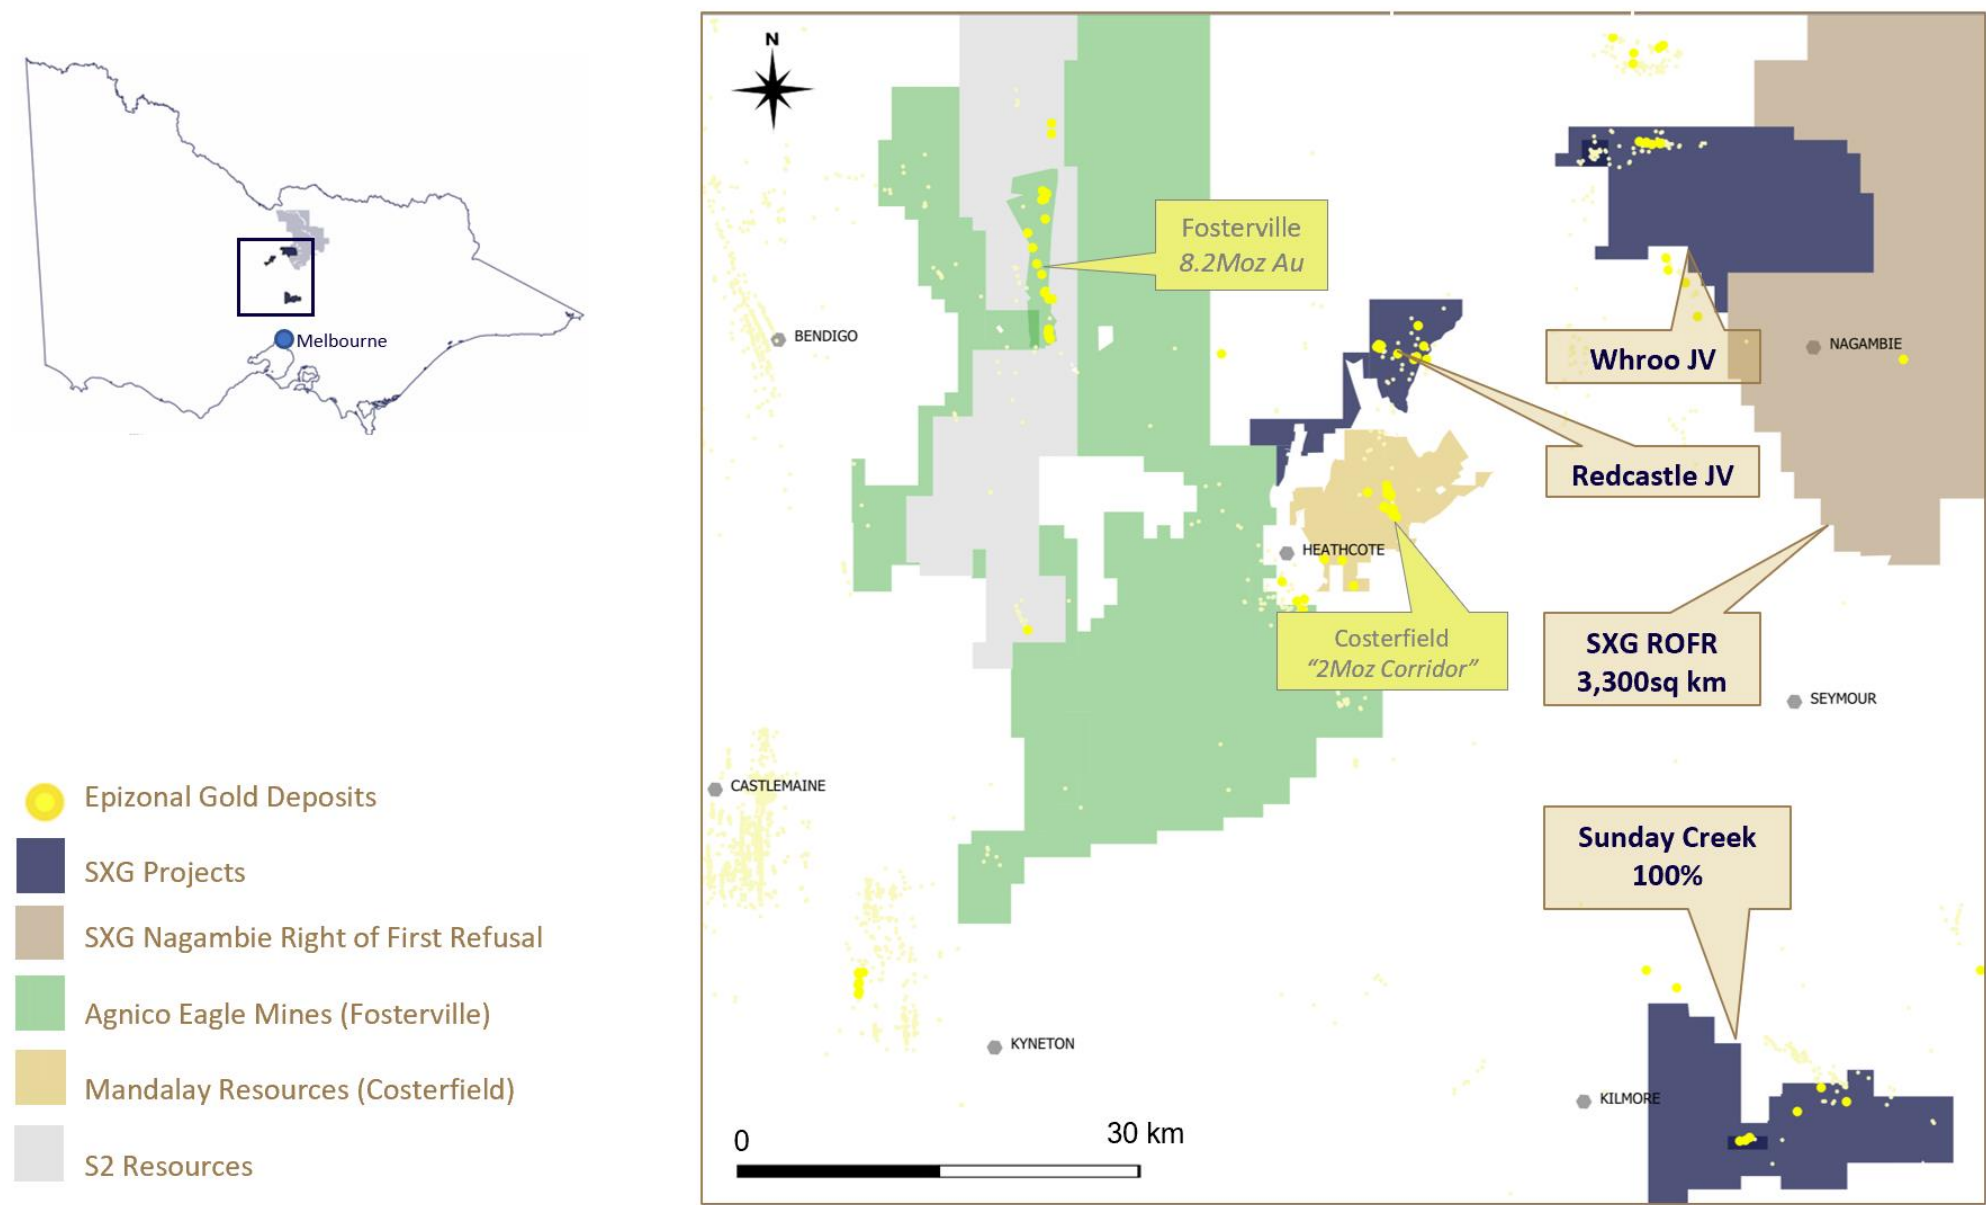 Melbourne
Epizonal Gold Deposits
SXG Projects
SXG Nagambie Right of First Refusal
Agnico Eagle Mines (Fosterville)
Mandalay Resources (Costerfield)
S2 Resources
N
Fosterville
8.2Moz Au
BENDIGO
Whroo JV
NAGAMBIE
Redcastle JV
HEATHCOTE
Costerfield
“2Moz Corridor”
SXG ROFR
3,300sq km
SEYMOUR
CASTLEMAINE
Sunday Creek
100%
KYNETON
KILMORE
0
30 km